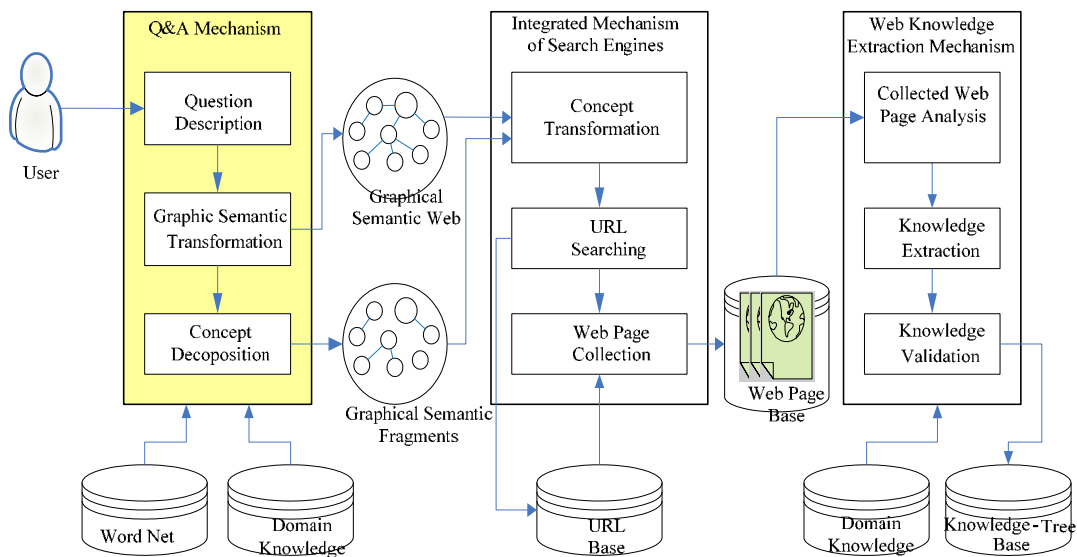 Q&A Mechanism
Question
Description
Graphic Semantic
Transformation
Concept
Decoposition
User
Word Net
Domain
Knowledge
Graphical
Semantic Web
Graphical Semantic
Fragments
Integrated Mechanism
of Search Engines
Concept
Transformation
URL
Searching
Web Page
Collection
URL
Base
Web Page
Base
Web Knowledge
Extraction Mechanism
Collected Web
Page Analysis
Knowledge
Extraction
Knowledge
Validation
Domain
Knowledge
Knowledge-Tree
Base